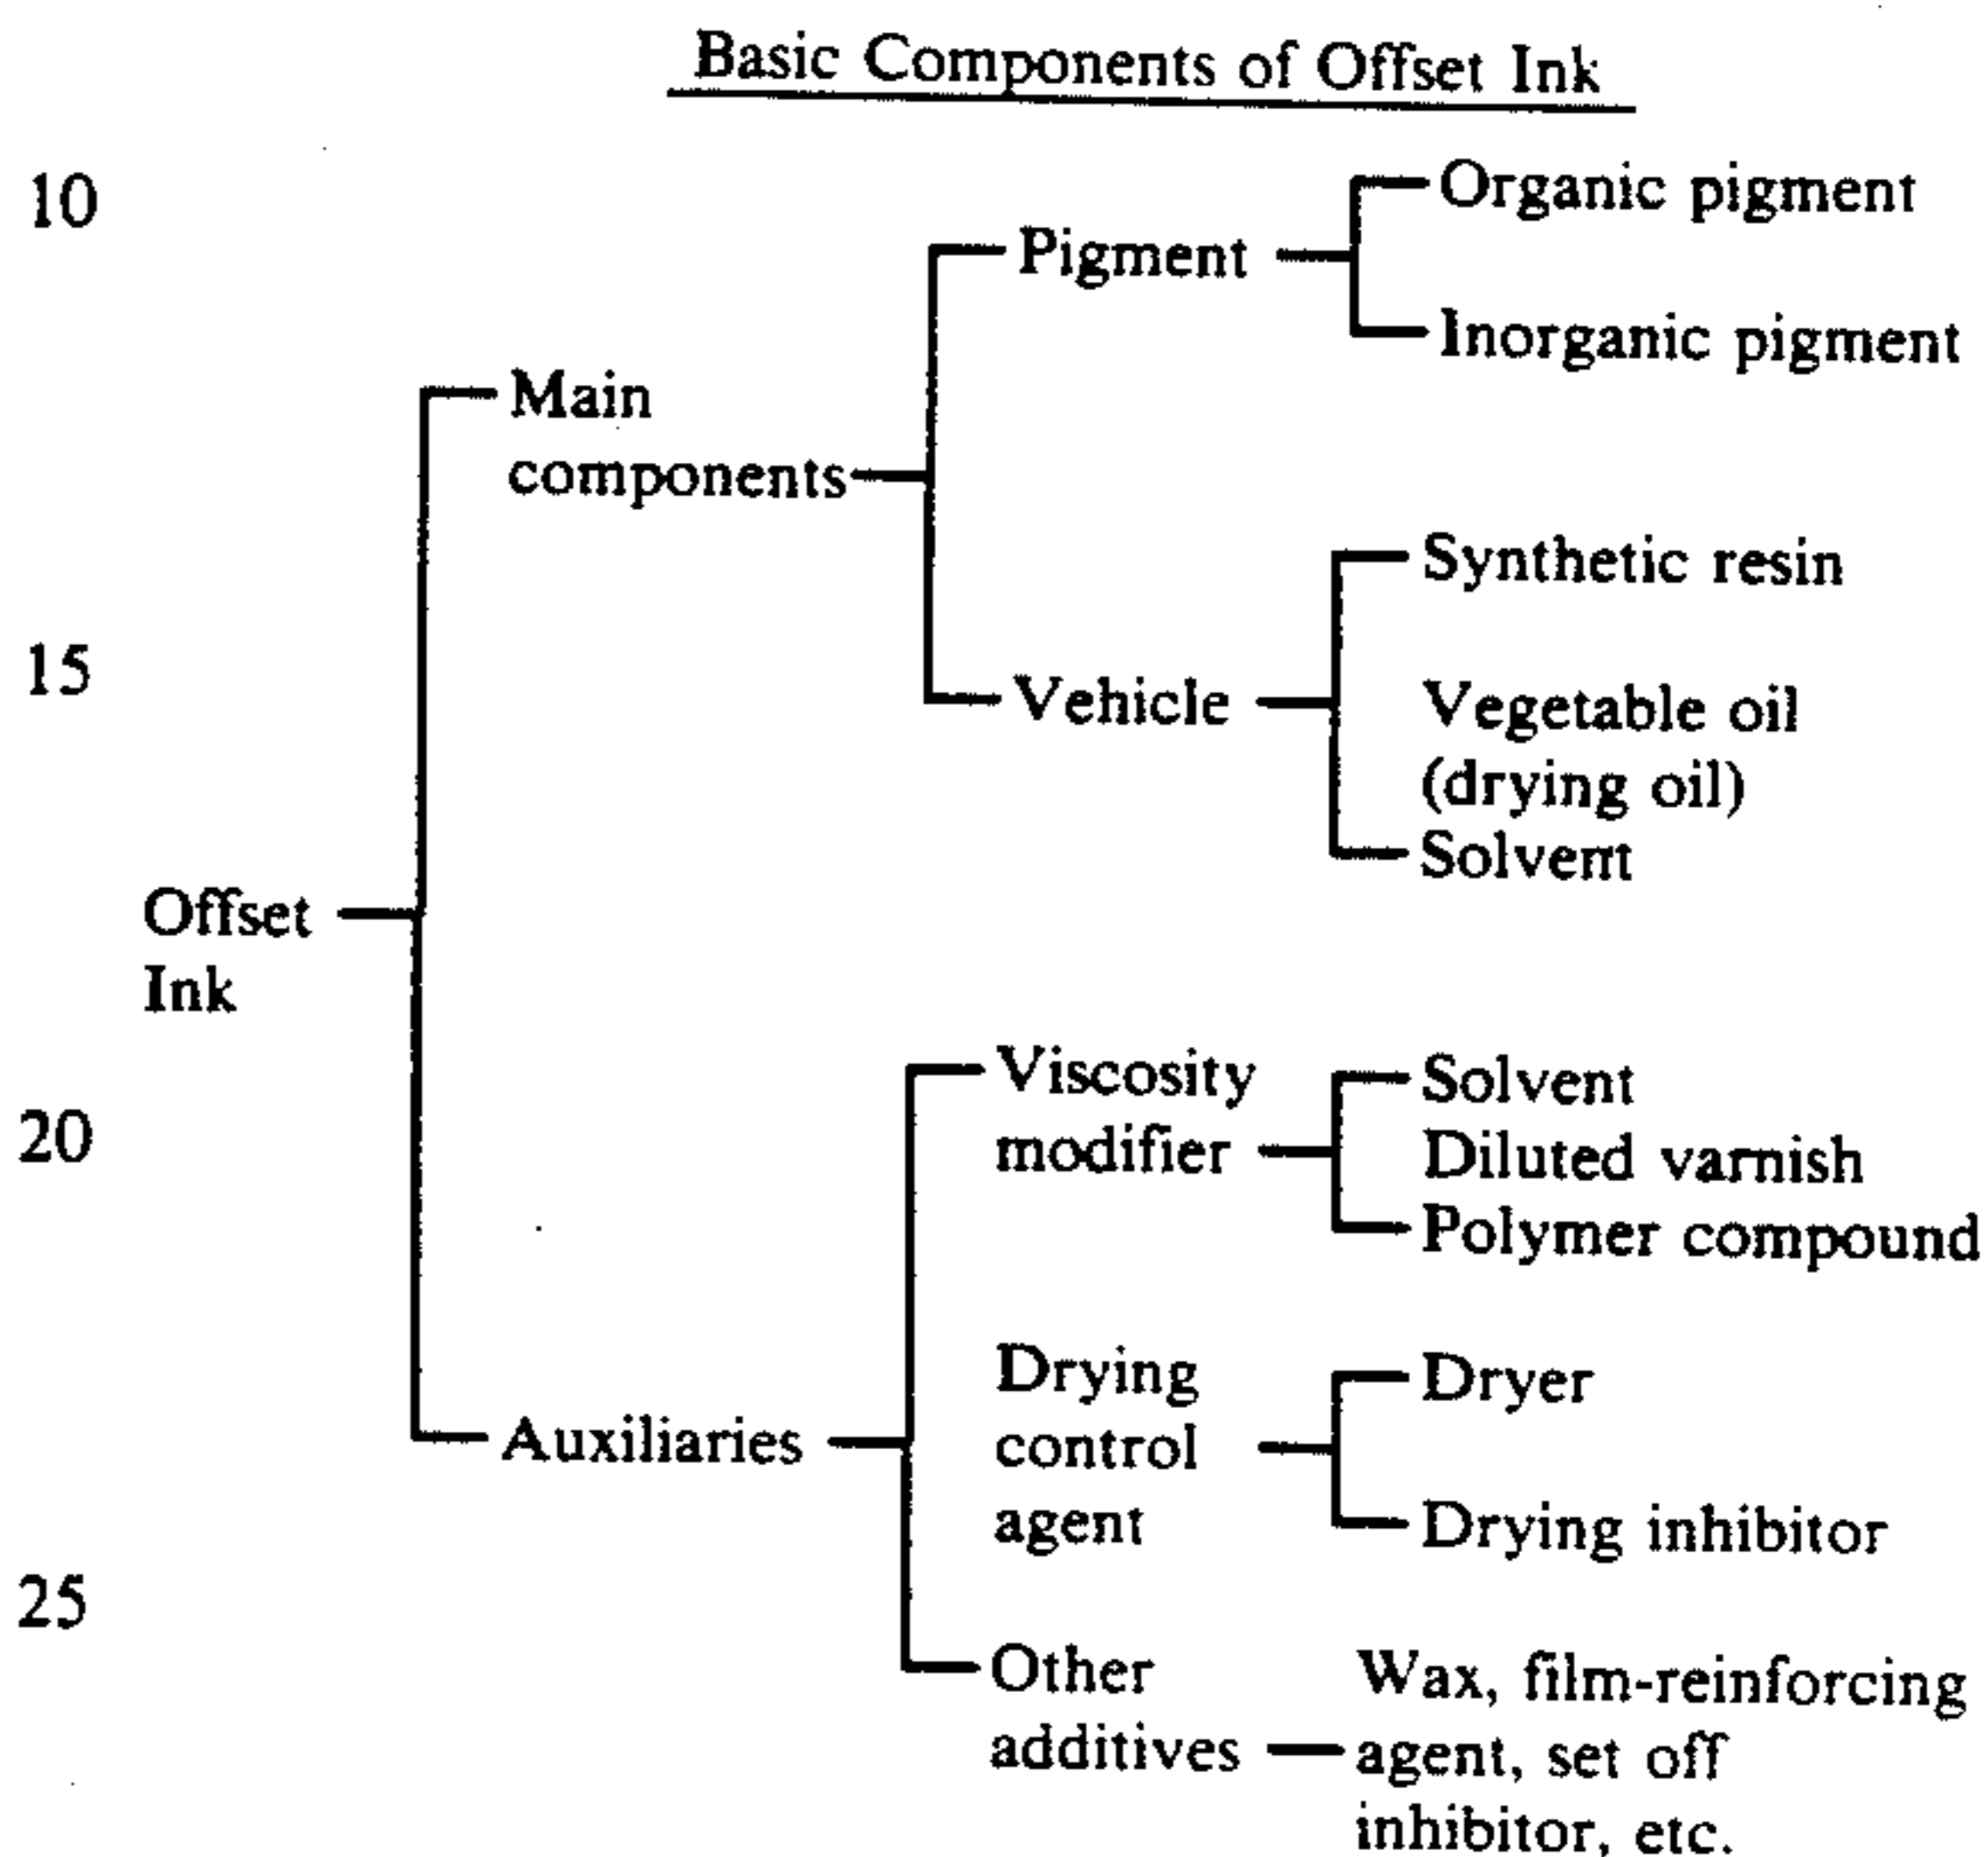 Basic Components of Offset Ink
10
Organic pigment
Pigment
Inorganic pigment
Main
components
Synthetic resin
15
Vehicle
Vegetable oil
(drying oil)
Solvent
Offset
Ink
Viscosity
modifier
Solvent
20
Diluted varnish
Polymer compound
Drying
control
agent
Dryer
Auxiliaries
Drying inhibitor
25
Other
additives
Wax, film-reinforcing
agent, set off
inhibitor, etc.